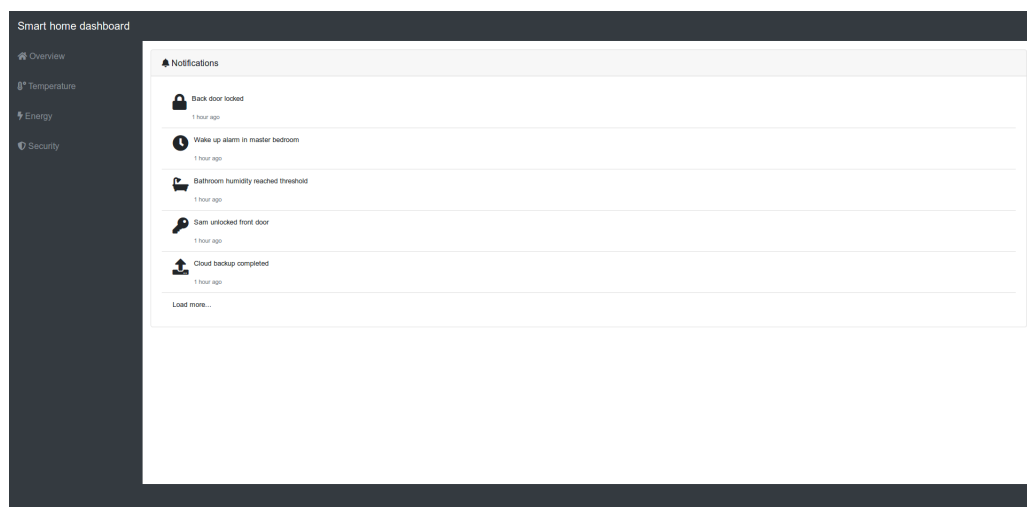 Smart home dashboard
Overview
Temperature
Energy
Security
Notifications
Back door locked
1 hour ago
Wake up alarm in master bedroom
1 hour ago
Bathroom humidity reached threshold
1 hour ago
Sam unlocked front door
1 hour ago
Cloud backup completed
1 hour ago
Load more...